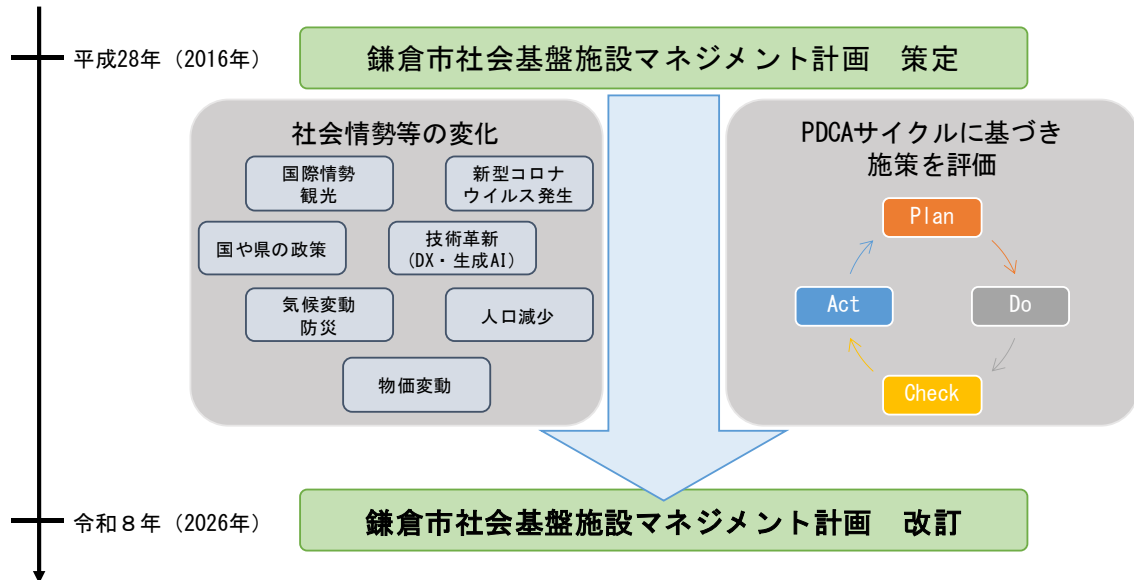 平成28年（2016年）
鎌倉市社会基盤施設マネジメント計画　策定
社会情勢等の変化
国際情勢
観光
新型コロナ
ウイルス発生
国や県の政策
技術革新
(DX・生成AI)
気候変動
防災
人口減少
物価変動
PDCAサイクルに基づき
施策を評価
Plan
Do
Check
Act
令和８年（2026年）
鎌倉市社会基盤施設マネジメント計画　改訂